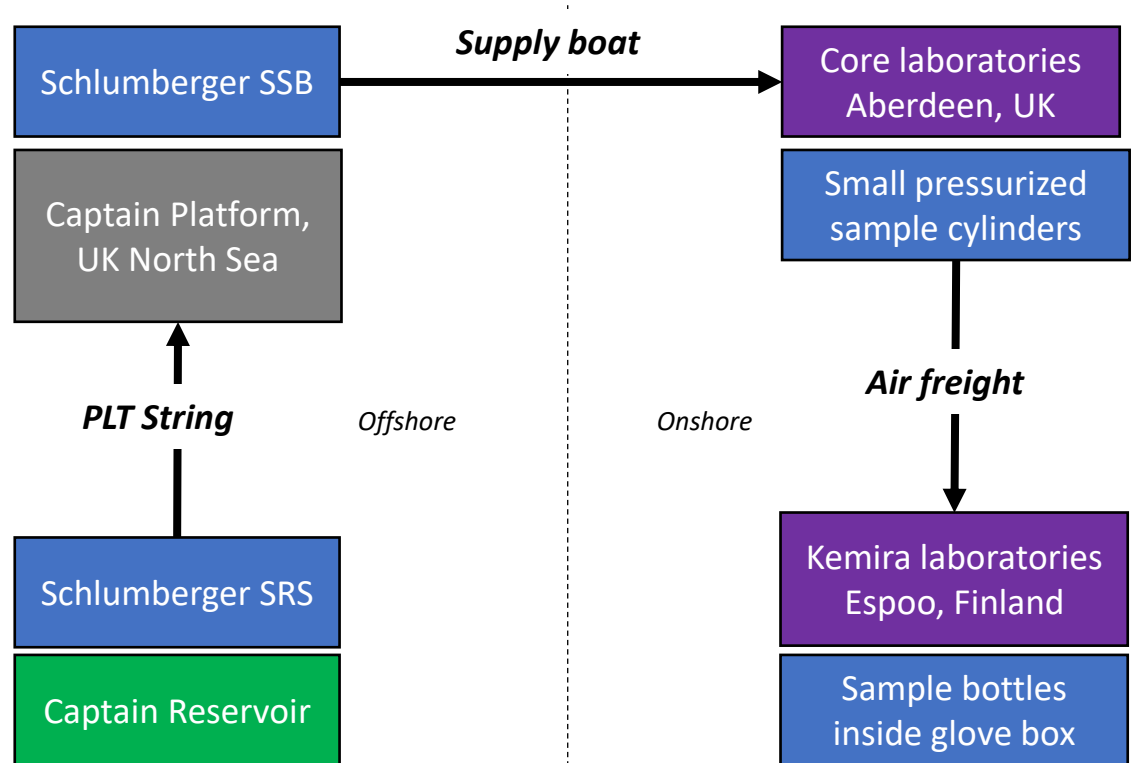 Supply boat
Schlumberger SSB
Core laboratories
Aberdeen, UK
Captain Platform,
UK North Sea
Small pressurized
sample cylinders
PLT String
Offshore
Onshore
Air freight
Schlumberger SRS
Kemira laboratories
Espoo, Finland
Captain Reservoir
Sample bottles
inside glove box